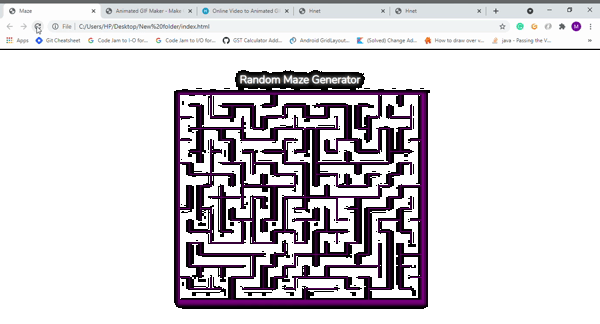 Maze
Animated GIF Maker - Make
Online Video to Animated G
Hnet
Hnet
File
C:/Users/HP/Desktop/New%20folder/index.html
M
Apps
Git Cheatsheet
Code Jam to I-O for...
Code Jam to I/O for...
GST Calculator Add...
Android GridLayout...
(Solved) Change Ad...
How to draw over v...
java - Passing the V...
Random Maze Generator